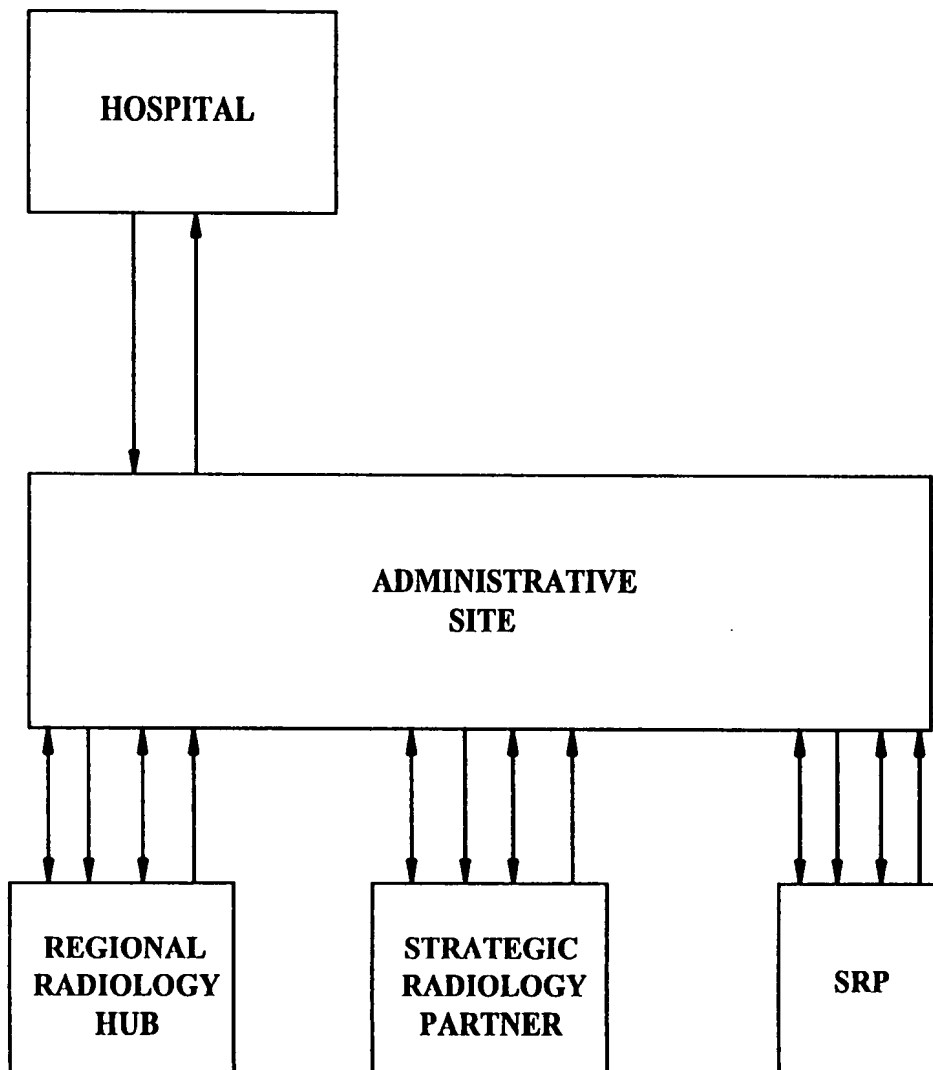 HOSPITAL
ADMINISTRATIVE
SITE
REGIONAL
RADIOLOGY
HUB
STRATEGIC
RADIOLOGY
PARTNER
SRP